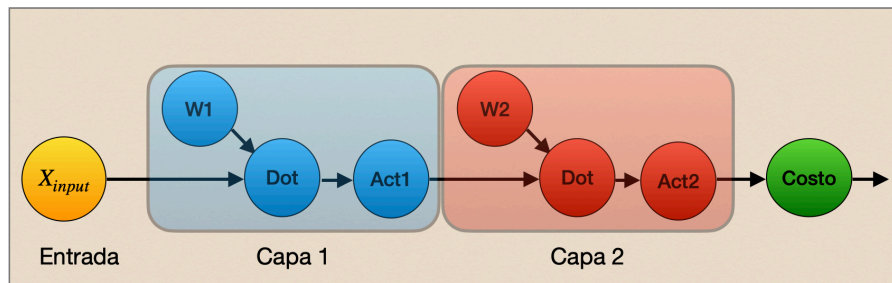 W1
W2
X_input
Dot
Act1
Dot
Act2
Costo
Entrada
Capa 1
Capa 2